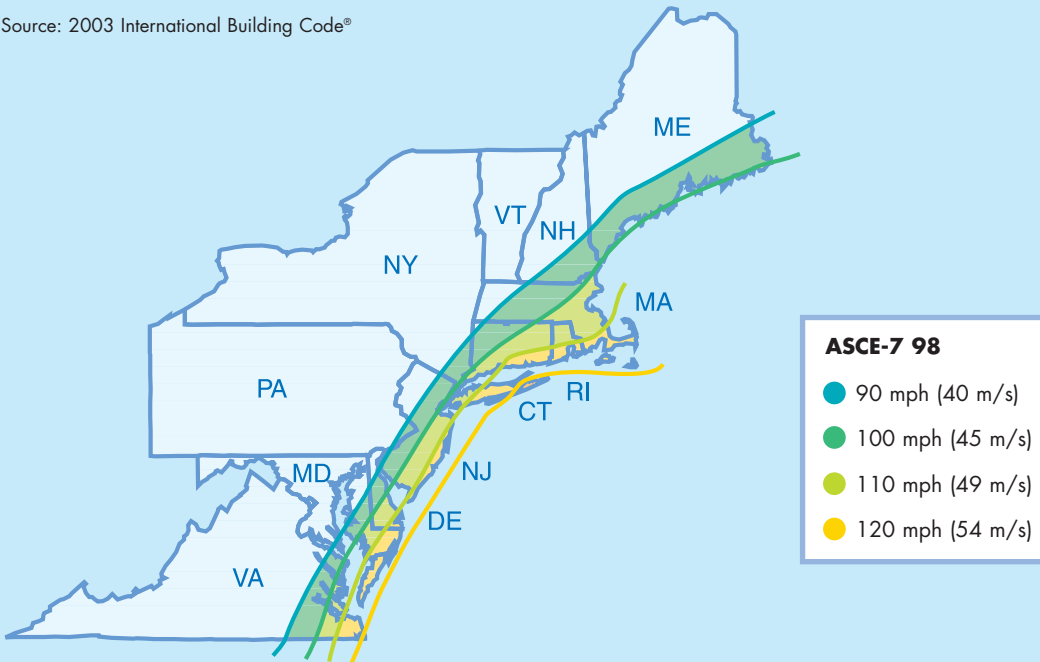 Source: 2003 International Building Code®
ME
VT
NH
NY
MA
PA
RI
CT
MD
NJ
DE
VA
ASCE-7 98
90 mph (40 m/s)
100 mph (45 m/s)
110 mph (49 m/s)
120 mph (54 m/s)